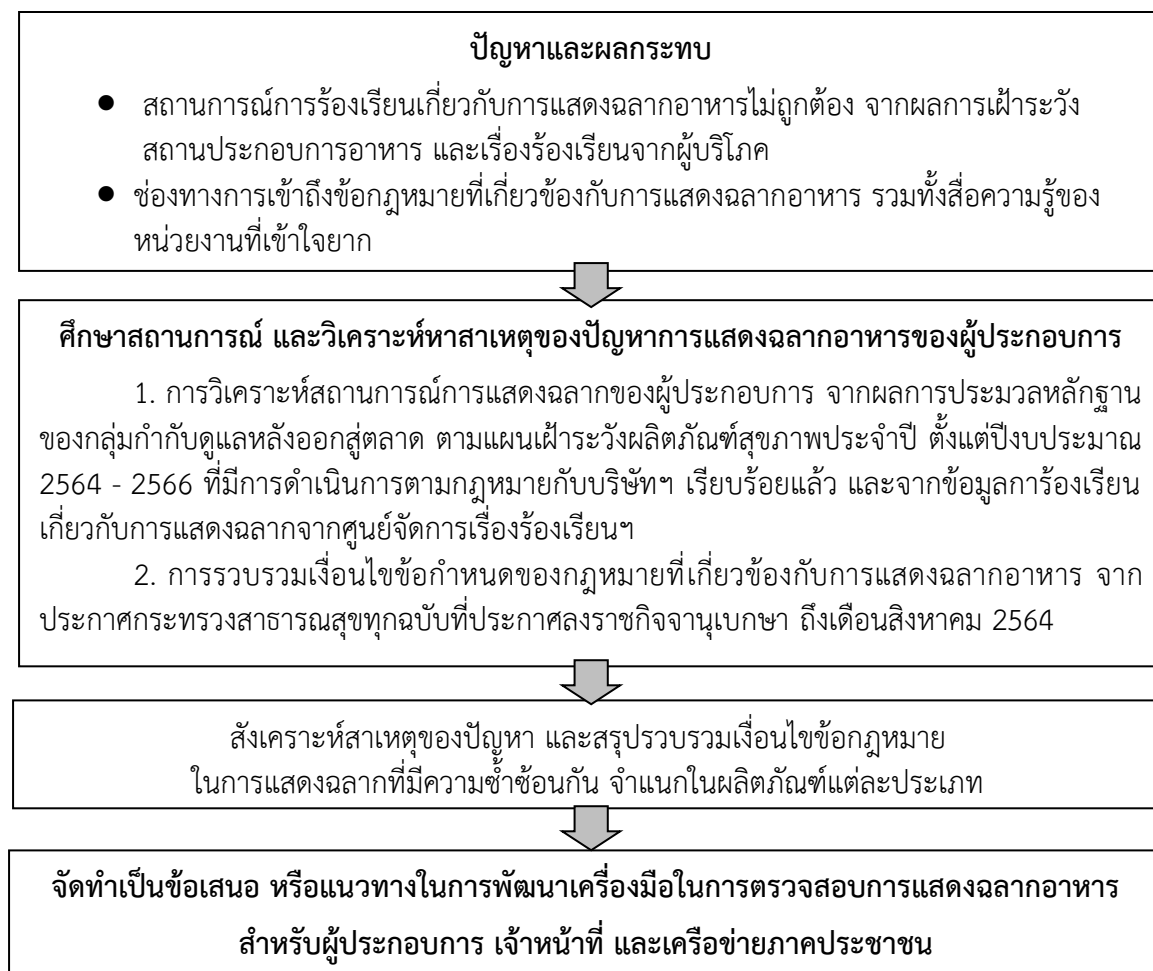 ปัญหาและผลกระทบ
● สถานการณ์การร้องเรียนเกี่ยวกับการแสดงฉลากอาหารไม่ถูกต้อง จากผลการเฝ้าระวัง
สถานประกอบการอาหาร และเรื่องร้องเรียนจากผู้บริโภค
● ช่องทางการเข้าถึงข้อกฎหมายที่เกี่ยวข้องกับการแสดงฉลากอาหาร รวมทั้งสื่อความรู้ของ
หน่วยงานที่เข้าใจยาก
ศึกษาสถานการณ์ และวิเคราะห์หาสาเหตุของปัญหาการแสดงฉลากอาหารของผู้ประกอบการ
1. การวิเคราะห์สถานการณ์การแสดงฉลากของผู้ประกอบการ จากผลการประมวลหลักฐาน
ของกลุ่มกำกับดูแลหลังออกสู่ตลาด ตามแผนเฝ้าระวังผลิตภัณฑ์สุขภาพประจำปี ตั้งแต่ปีงบประมาณ
2564 - 2566 ที่มีการดำเนินการตามกฎหมายกับบริษัทฯ เรียบร้อยแล้ว และจากข้อมูลการ้องเรียน
เกี่ยวกับการแสดงฉลากจากศูนย์จัดการเรื่องร้องเรียนฯ
2. การรวบรวมเงื่อนไขข้อกำหนดของกฎหมายที่เกี่ยวข้องกับการแสดงฉลากอาหาร จาก
ประกาศกระทรวงสาธารณสุขทุกฉบับที่ประกาศลงราชกิจจานุเบกษา ถึงเดือนสิงหาคม 2564
สังเคราะห์สาเหตุของปัญหา และสรุปรวบรวมเงื่อนไขข้อกฎหมาย
ในการแสดงฉลากที่มีความซ้ำซ้อนกัน จำแนกในผลิตภัณฑ์แต่ละประเภท
จัดทำเป็นข้อเสนอ หรือแนวทางในการพัฒนาเครื่องมือในการตรวจสอบการแสดงฉลากอาหาร
สำหรับผู้ประกอบการ เจ้าหน้าที่ และเครือข่ายภาคประชาชน